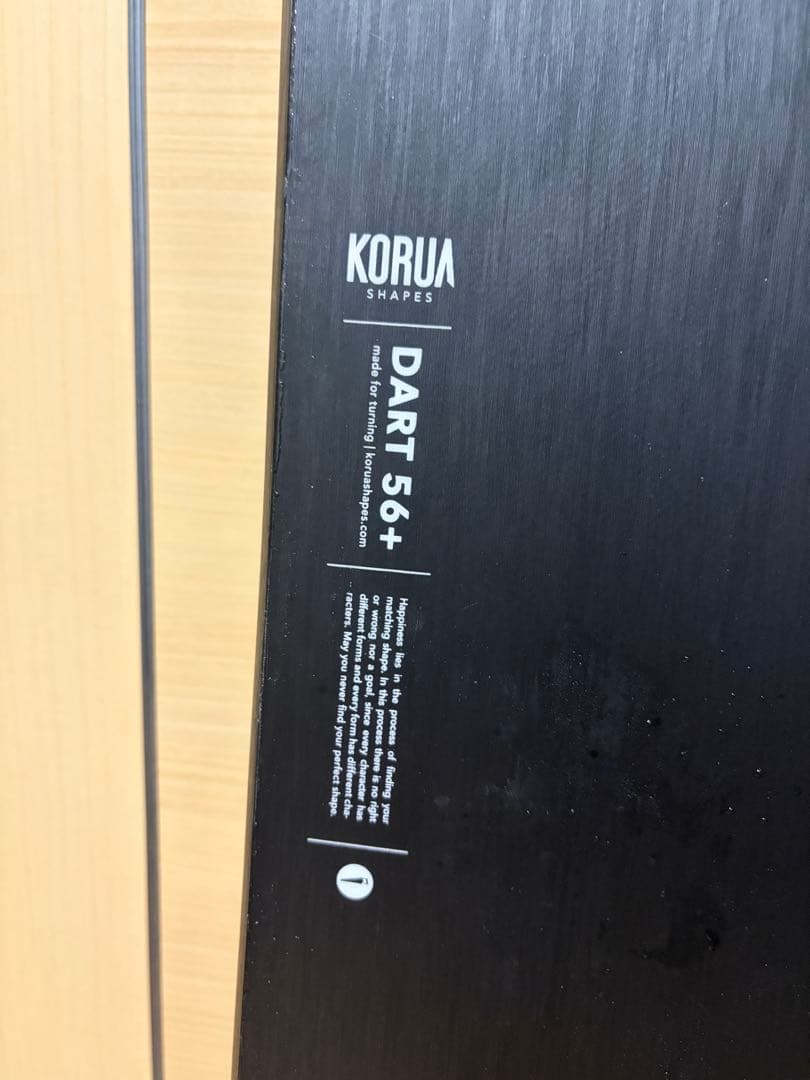 KORUA
SHAPES
DART 56+
made for turning | koruashapes.com
Happiness lies in the process of finding your
matching shape. In this process there is no right
or wrong nor a goal, since every character has
different forms and every form has different cha-
racters. May you never find your perfect shape.